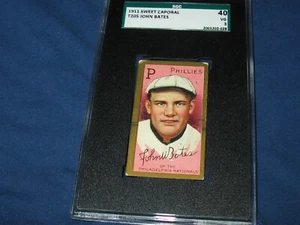 SGC
1911 SWEET CAPORAL
T205 JOHN BATES
40
VG
3
P PHILLIES
John W Bates
OF THE
PHILADELPHIA NATIONALS